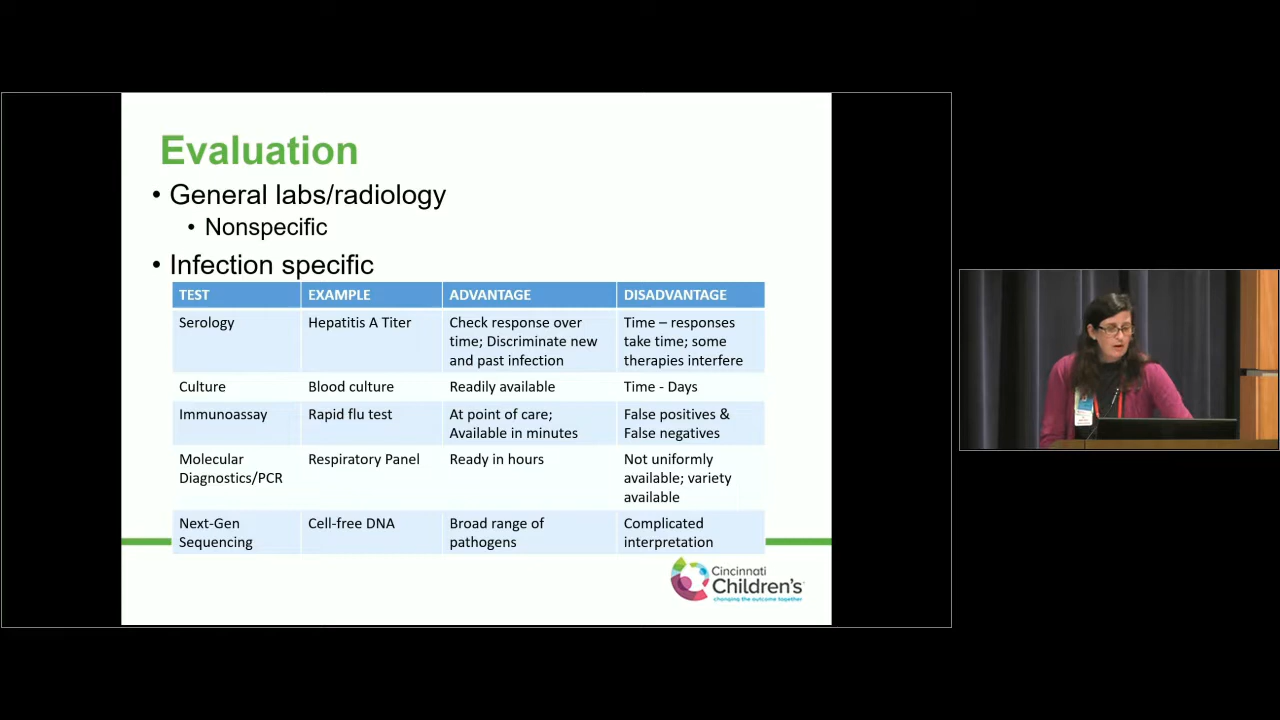 Evaluation
• General labs/radiology
• Nonspecific
• Infection specific
TEST EXAMPLE ADVANTAGE DISADVANTAGE
Serology Hepatitis A Titer Check response over time; Discriminate new and past infection Time – responses take time; some therapies interfere
Culture Blood culture Readily available Time - Days
Immunoassay Rapid flu test At point of care; Available in minutes False positives & False negatives
Molecular Diagnostics/PCR Respiratory Panel Ready in hours Not uniformly available; variety available
Next-Gen Sequencing Cell-free DNA Broad range of pathogens Complicated interpretation
Cincinnati
Children's
changing the outcome together